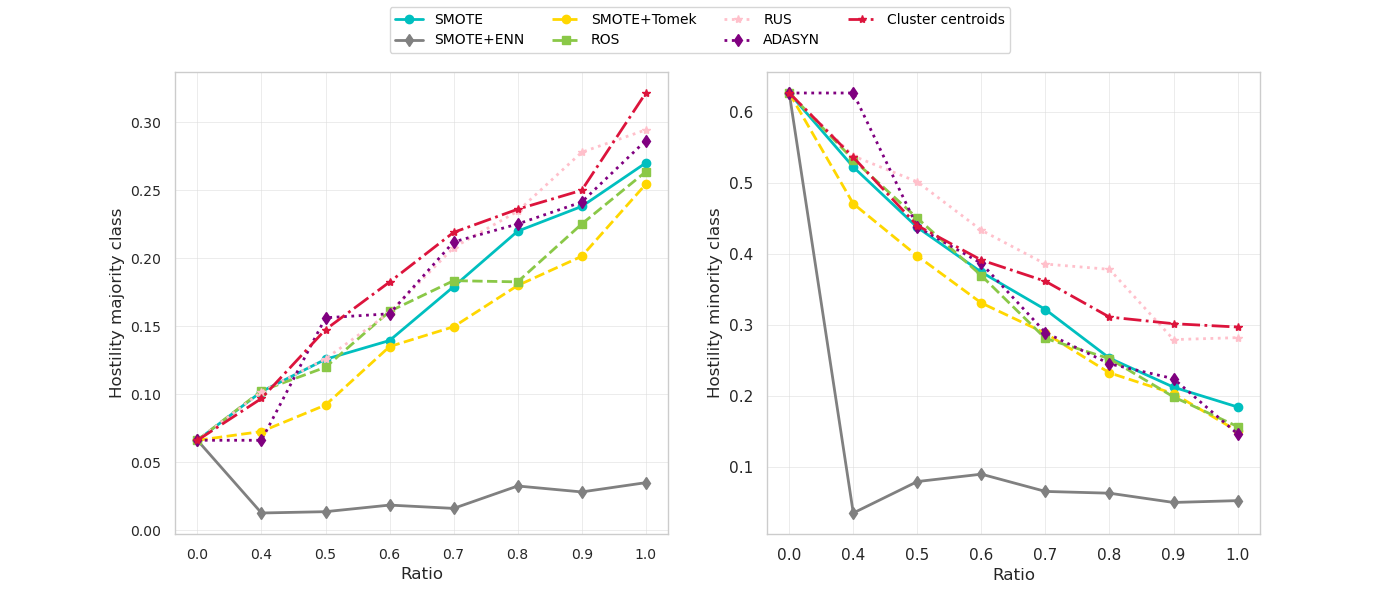 SMOTE
SMOTE+ENN
SMOTE+Tomek
ROS
RUS
ADASYN
Cluster centroids
Hostility majority class
0.30
0.25
0.20
0.15
0.10
0.05
0.00
0.0 0.4 0.5 0.6 0.7 0.8 0.9 1.0
Ratio
Hostility minority class
0.6
0.5
0.4
0.3
0.2
0.1
0.0 0.4 0.5 0.6 0.7 0.8 0.9 1.0
Ratio